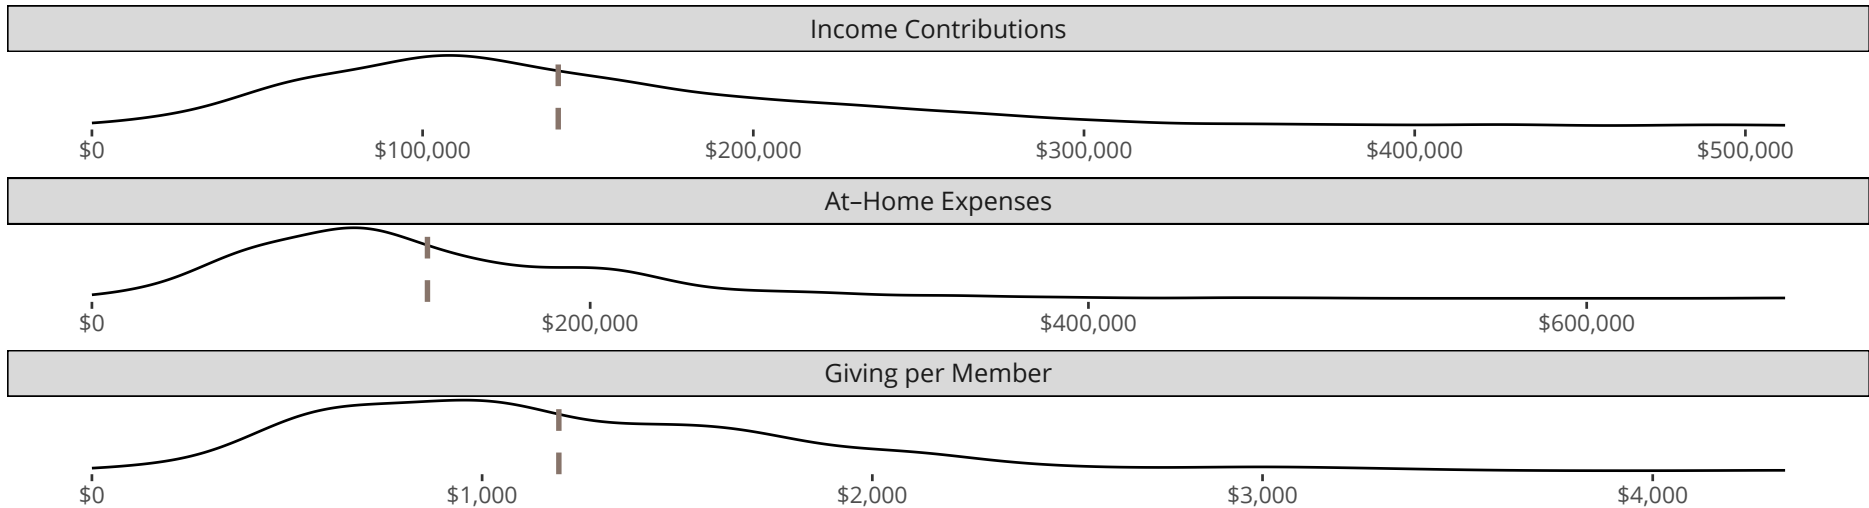 Income Contributions
$0 $100,000 $200,000 $300,000 $400,000 $500,000
At–Home Expenses
$0 $200,000 $400,000 $600,000
Giving per Member
$0 $1,000 $2,000 $3,000 $4,000